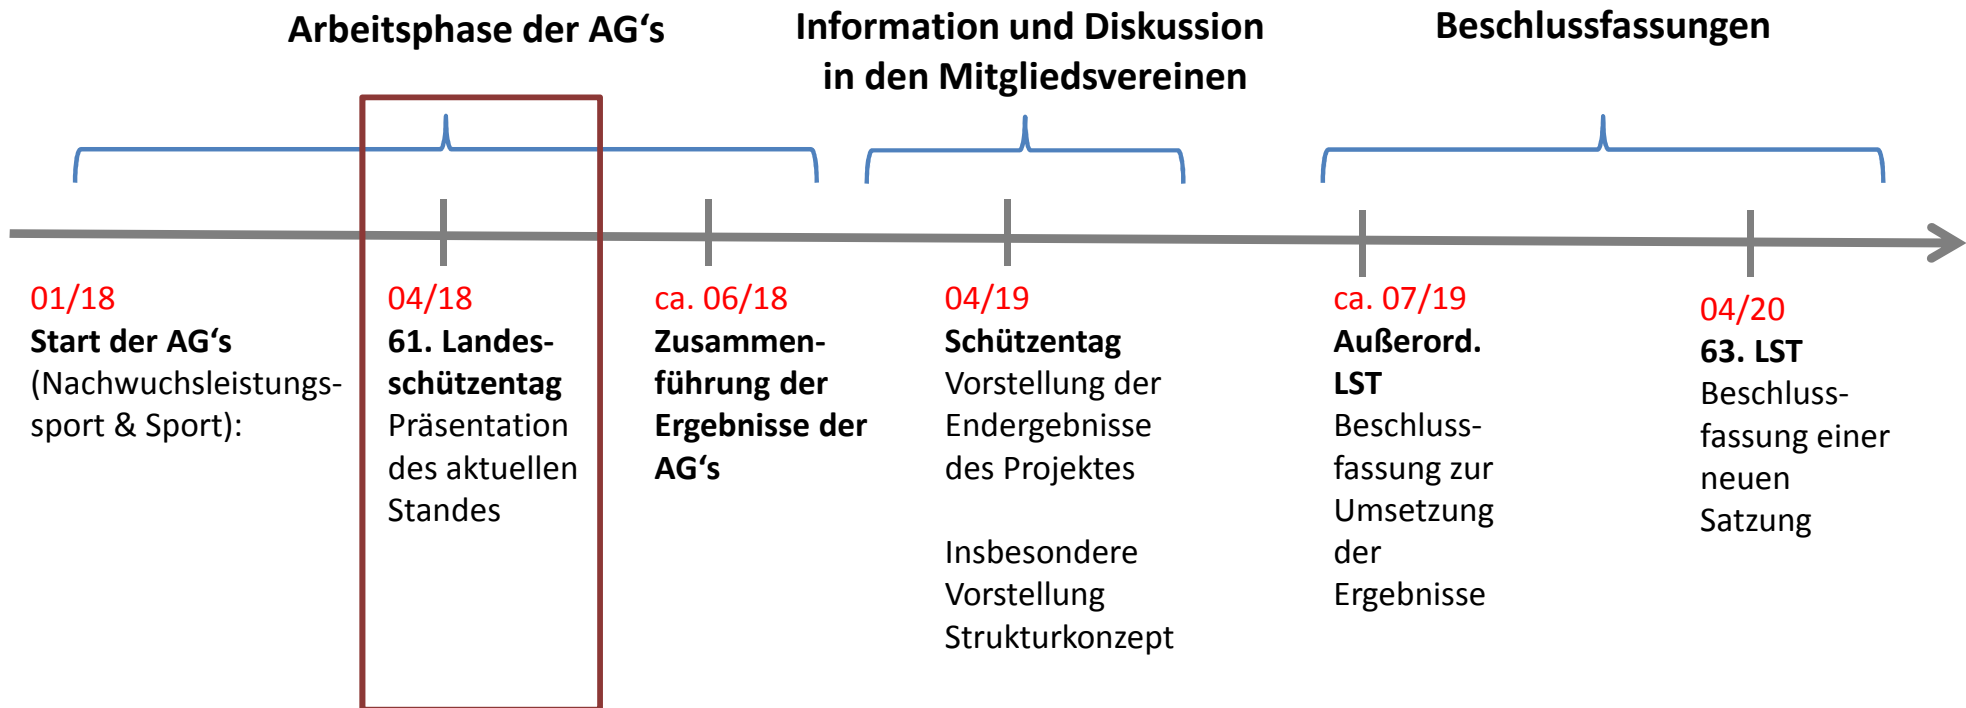 Arbeitsphase der AG‘s
Information und Diskussion
in den Mitgliedsvereinen
Beschlussfassungen
01/18
Start der AG‘s
(Nachwuchsleistungs-
sport & Sport):
04/18
61. Landes-
schützentag
Präsentation
des aktuellen
Standes
ca. 06/18
Zusammen-
führung der
Ergebnisse der
AG‘s
04/19
Schützentag
Vorstellung der
Endergebnisse
des Projektes
Insbesondere
Vorstellung
Strukturkonzept
ca. 07/19
Außerord.
LST
Beschluss-
fassung zur
Umsetzung
der
Ergebnisse
04/20
63. LST
Beschluss-
fassung einer
neuen
Satzung